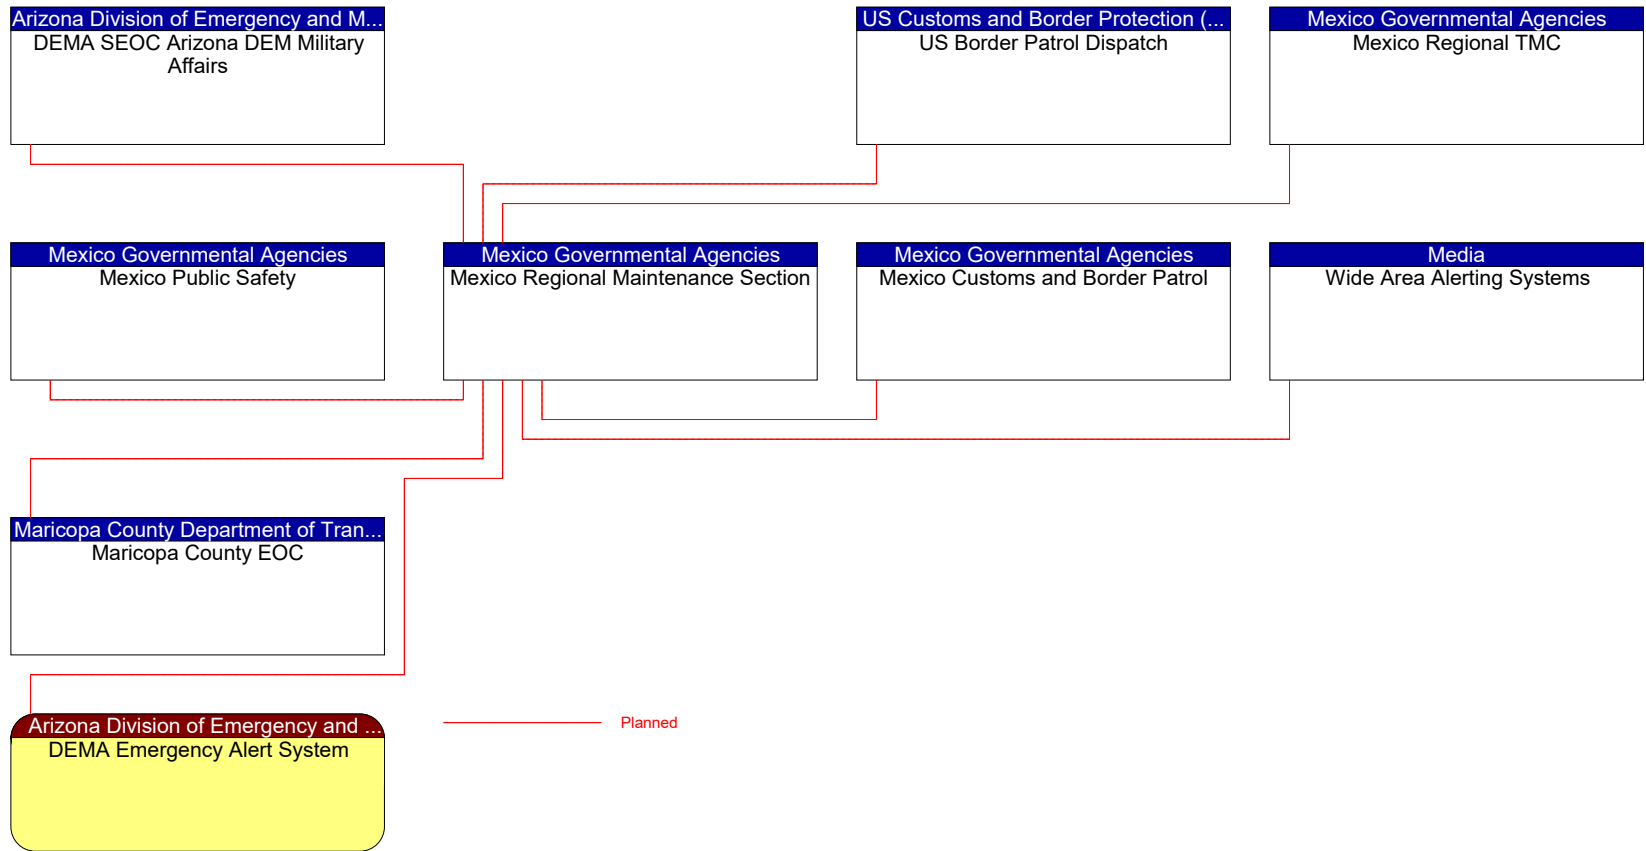 Arizona Division of Emergency and M...
DEMA SEOC Arizona DEM Military
Affairs
US Customs and Border Protection (...
US Border Patrol Dispatch
Mexico Governmental Agencies
Mexico Regional TMC
Mexico Governmental Agencies
Mexico Public Safety
Mexico Governmental Agencies
Mexico Regional Maintenance Section
Mexico Governmental Agencies
Mexico Customs and Border Patrol
Media
Wide Area Alerting Systems
Maricopa County Department of Tran...
Maricopa County EOC
Arizona Division of Emergency and ...
DEMA Emergency Alert System
Planned